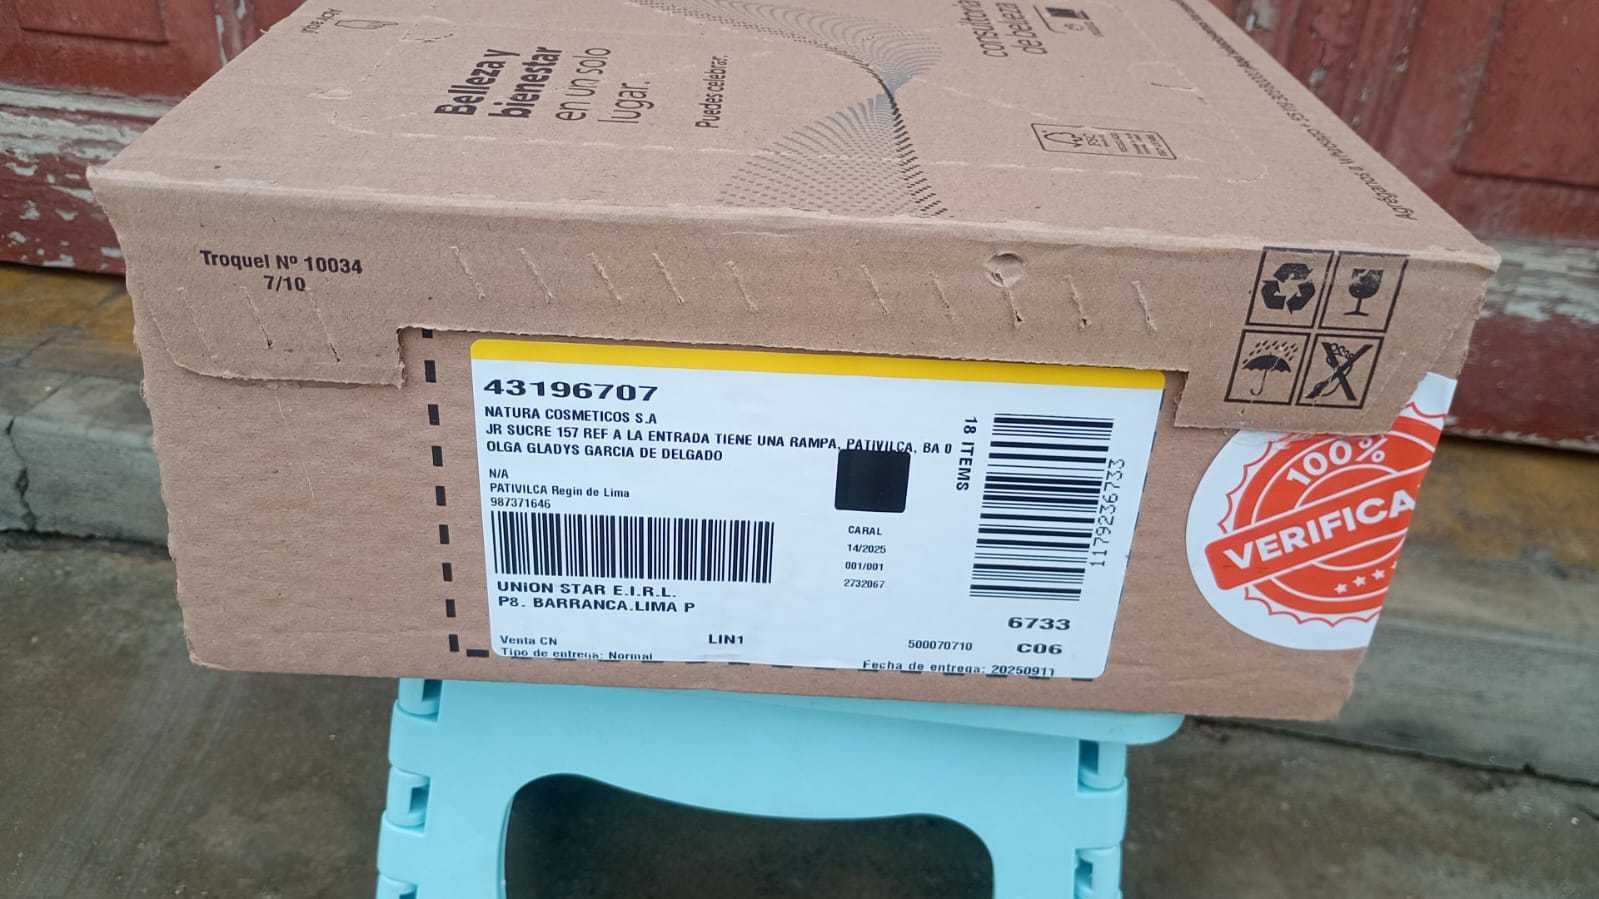 Belleza y
bienestar
en un solo
lugar.
Puedes celebrar.
consultoría
de belleza
Troquel Nº 10034
7/10
43196707
NATURA COSMETICOS S.A
JR SUCRE 157 REF A LA ENTRADA TIENE UNA RAMPA, PATIVILCA, BA 0
OLGA GLADYS GARCIA DE DELGADO
N/A
PATIVILCA Regin de Lima
987371646
UNiON STAR E.I.R.L.
P8. BARRANCA.LIMA P
Venta CN
LIN1
Tipo de entrega: Normal
CARAL
14/2025
001/001
2732067
18 ITEMS
1179236733
6733
500070710
C06
Fecha de entrega: 20250911
100%
VERIFICA